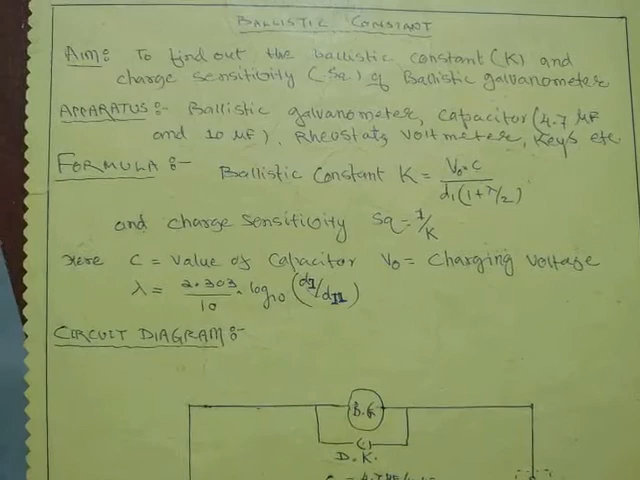 BALLISTIC CONSTANT
AIM: To find out the ballistic constant (K) and
charge sensitivity (Sq) of Ballistic galvanometer
APPARATUS:- Ballistic galvanometer, capacitor (4.7 μF
and 10 μF), Rheostat, voltmeter, keys etc
FORMULA:- Ballistic Constant K = V₀·C / d₁(1+λ/2)
and charge sensitivity Sq = 1/K
Here C = value of capacitor V₀ = charging voltage
λ = 2.303/10 · log₁₀ (dI/dII)
CIRCUIT DIAGRAM:-
B.G
D.K.